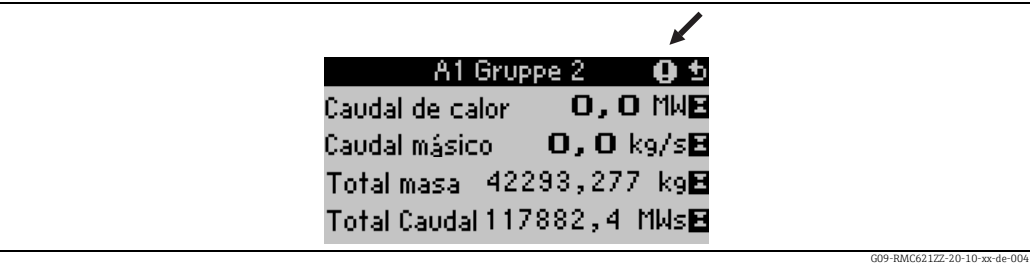 A1 Gruppe 2
Caudal de calor 0,0 MW
Caudal másico 0,0 kg/s
Total masa 42293,277 kg
Total Caudal 117882,4 MWs
G09-RMC621ZZ-20-10-xx-de-004